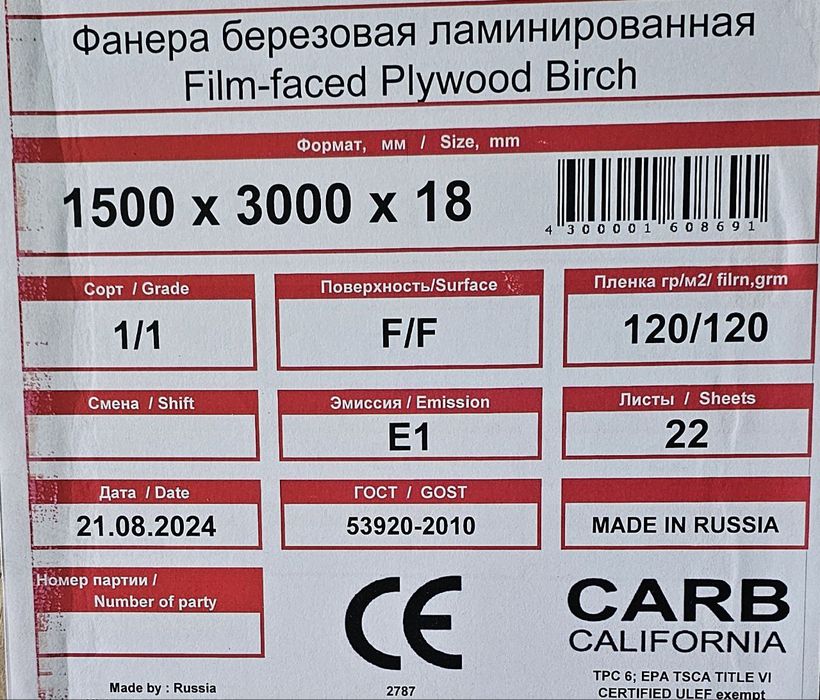 Фанера березовая ламинированная
Film-faced Plywood Birch
Формат, мм / Size, mm
1500 x 3000 x 18
4 300001 608691
Сорт / Grade
Поверхность/Surface
Пленка гр/м2/ filrn,grm
1/1
F/F
120/120
Смена / Shift
Эмиссия / Emission
Листы / Sheets
E1
22
Дата / Date
ГОСТ / GOST
21.08.2024
53920-2010
MADE IN RUSSIA
Номер партии /
Number of party
CE
CARB
CALIFORNIA
TPC 6; EPA TSCA TITLE VI
CERTIFIED ULEF exempt
Made by : Russia
2787